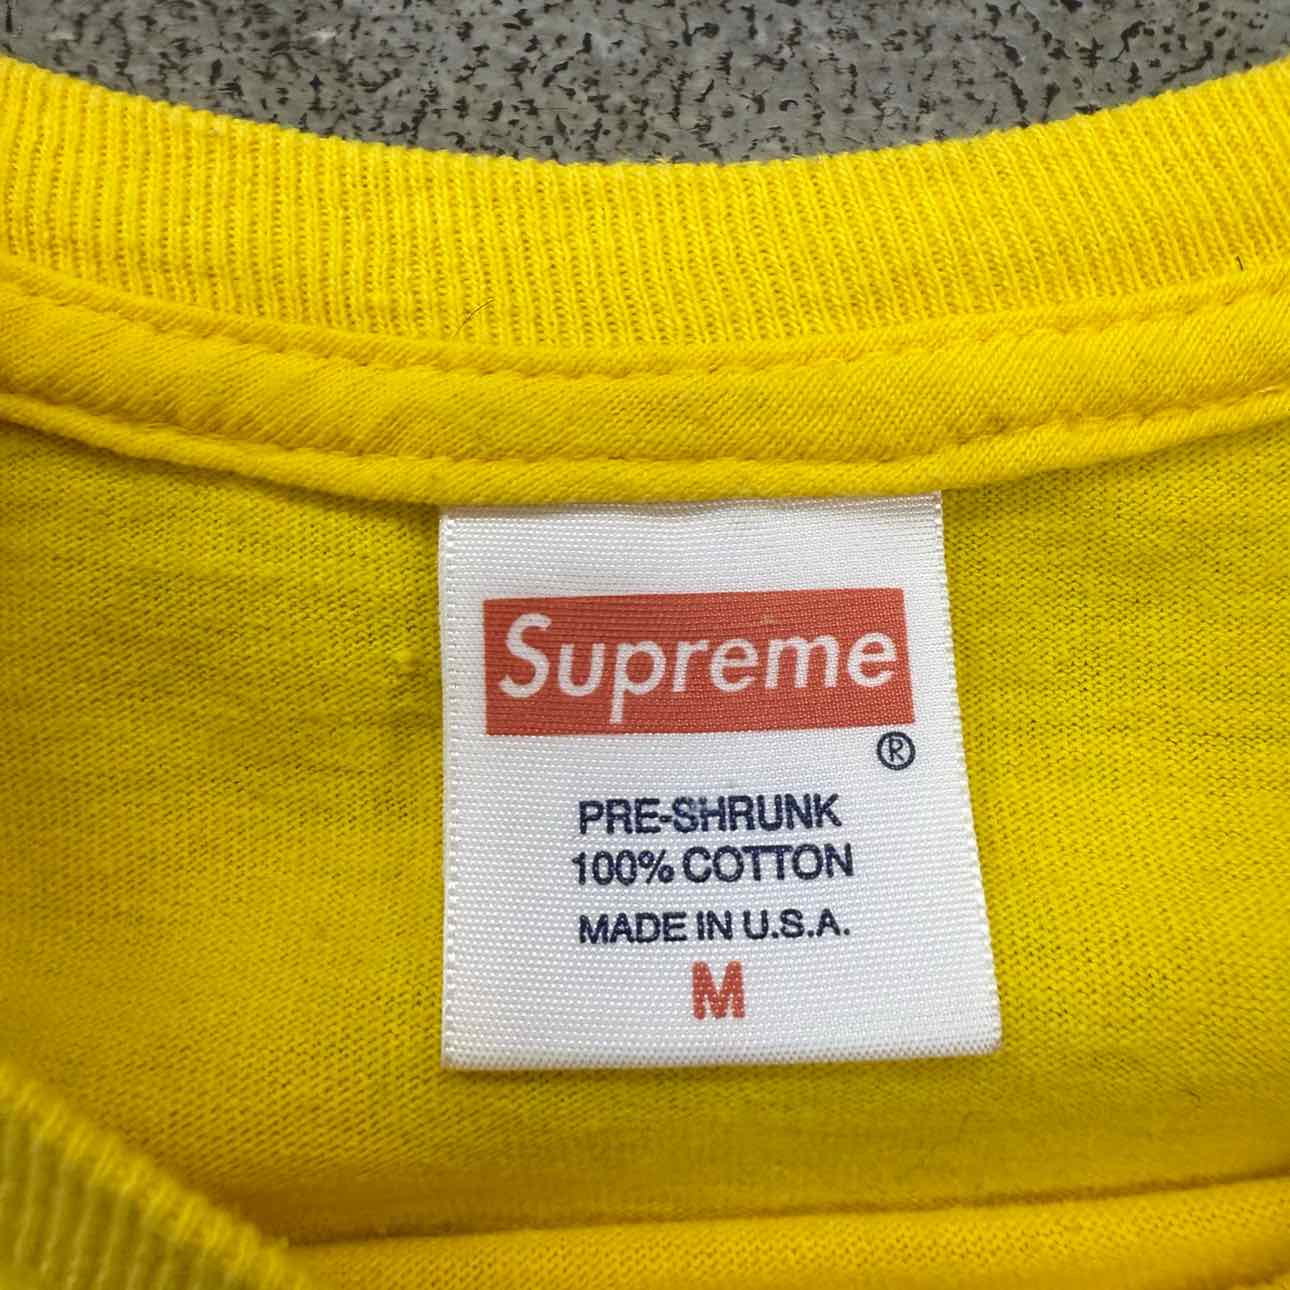 Supreme
®
PRE-SHRUNK
100% COTTON
MADE IN U.S.A.
M